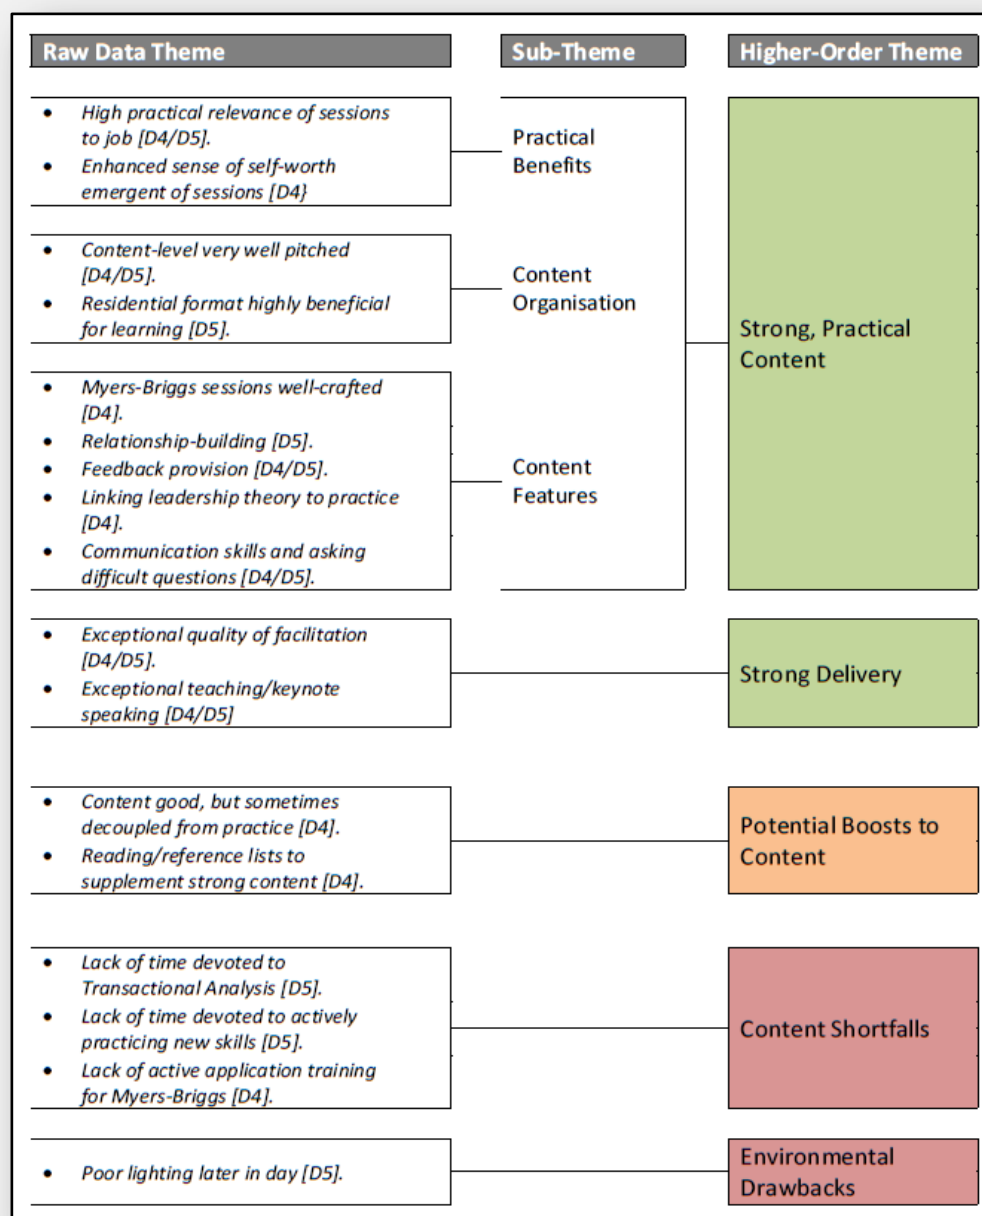 Raw Data Theme
Sub-Theme
Higher-Order Theme
• High practical relevance of sessions
to job [D4/D5].
• Enhanced sense of self-worth
emergent of sessions [D4}
Practical
Benefits
• Content-level very well pitched
[D4/D5].
• Residential format highly beneficial
for learning [D5].
Content
Organisation
• Myers-Briggs sessions well-crafted
[D4].
• Relationship-building [D5].
• Feedback provision [D4/D5].
• Linking leadership theory to practice
[D4].
• Communication skills and asking
difficult questions [D4/D5].
Content
Features
Strong, Practical
Content
• Exceptional quality of facilitation
[D4/D5].
• Exceptional teaching/keynote
speaking [D4/D5]
Strong Delivery
• Content good, but sometimes
decoupled from practice [D4].
• Reading/reference lists to
supplement strong content [D4].
Potential Boosts to
Content
• Lack of time devoted to
Transactional Analysis [D5].
• Lack of time devoted to actively
practicing new skills [D5].
• Lack of active application training
for Myers-Briggs [D4].
Content Shortfalls
• Poor lighting later in day [D5].
Environmental
Drawbacks